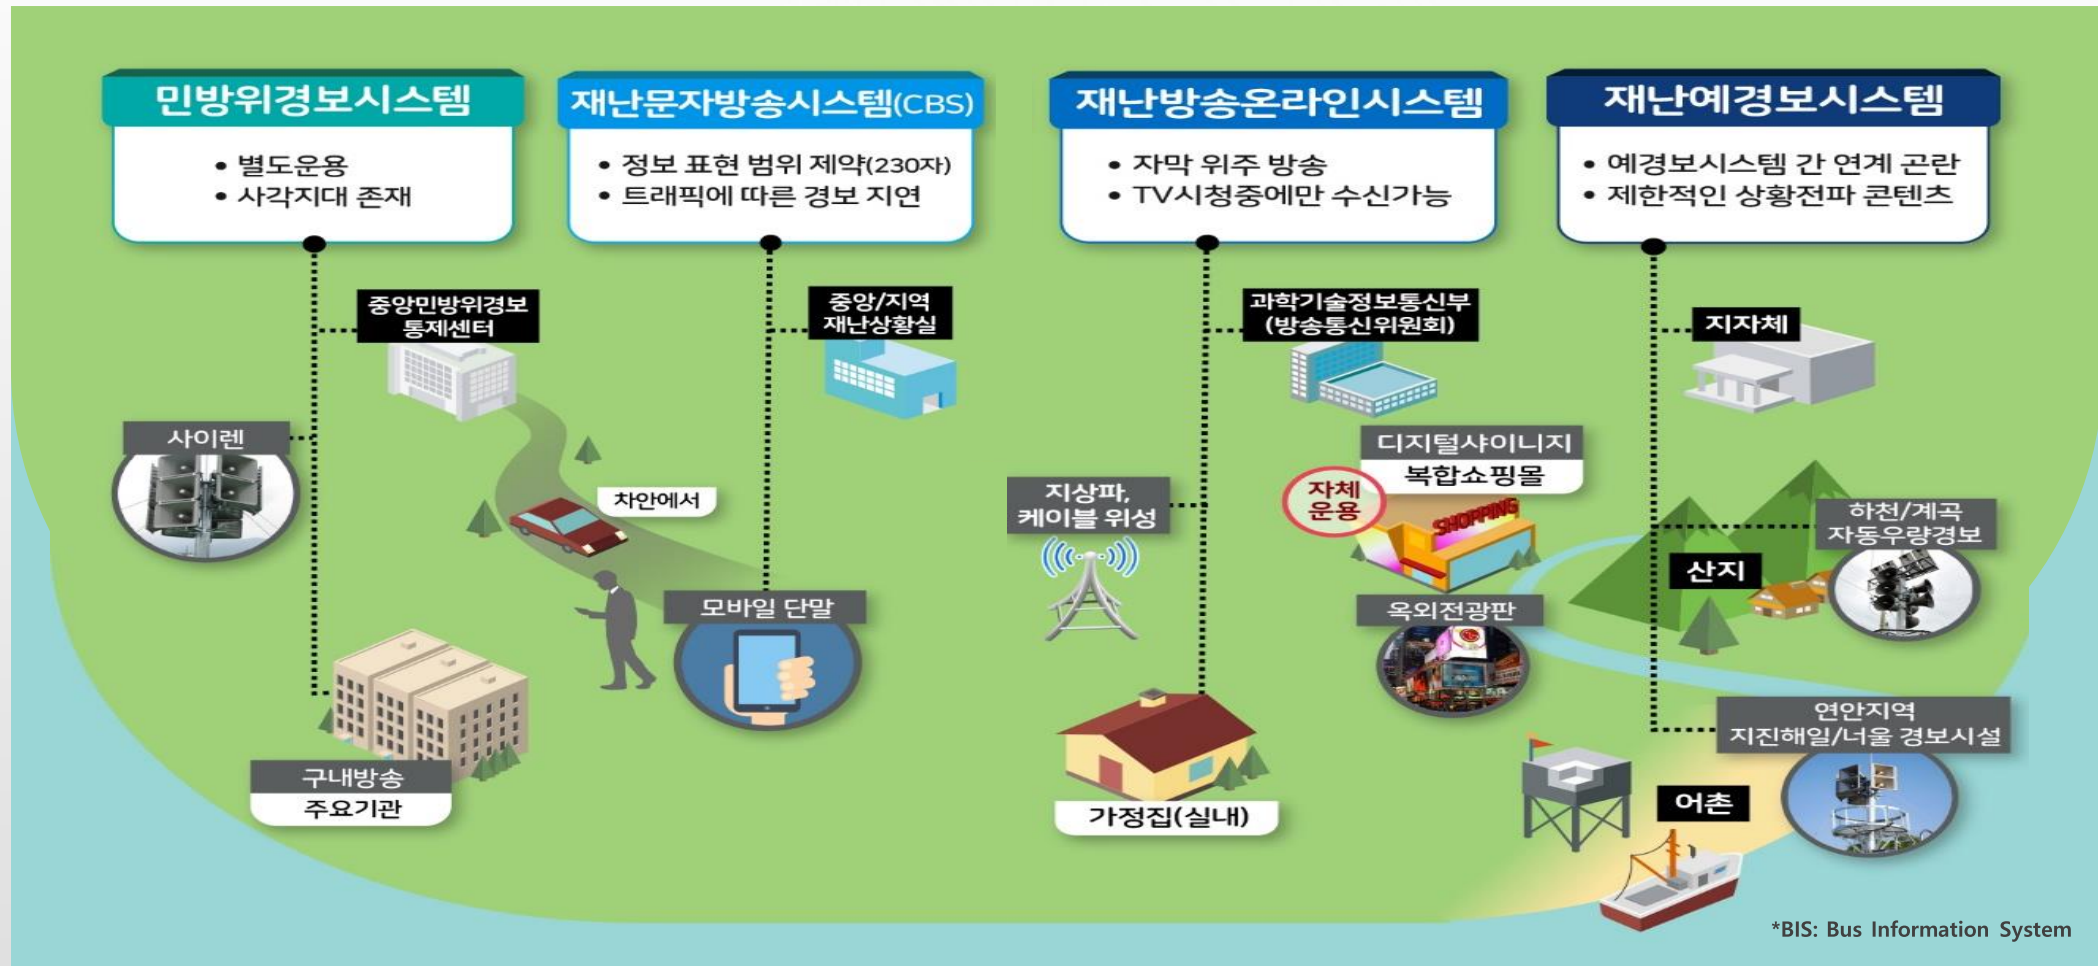 민방위경보시스템
• 별도운용
• 사각지대 존재
중앙민방위경보
통제센터
사이렌
구내방송
주요기관
재난문자방송시스템(CBS)
• 정보 표현 범위 제약(230자)
• 트래픽에 따른 경보 지연
중앙/지역
재난상황실
차안에서
모바일 단말
재난방송온라인시스템
• 자막 위주 방송
• TV시청중에만 수신가능
과학기술정보통신부
(방송통신위원회)
지상파,
케이블 위성
디지털샤이니지
복합쇼핑몰
자체
운용
SHOPPING
옥외전광판
가정집(실내)
재난예경보시스템
• 예경보시스템 간 연계 곤란
• 제한적인 상황전파 콘텐츠
지자체
하천/계곡
자동우량경보
산지
연안지역
지진해일/너울 경보시설
어촌
*BIS: Bus Information System